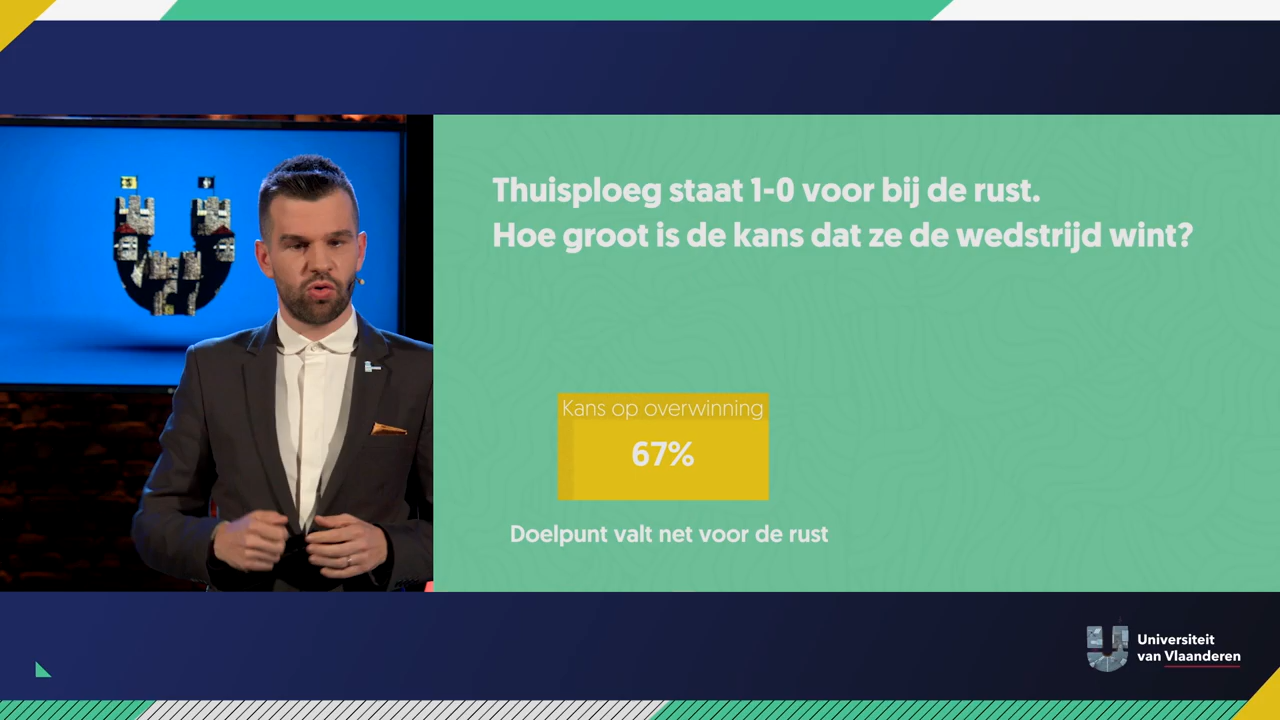 Thuisploeg staat 1-0 voor bij de rust.
Hoe groot is de kans dat ze de wedstrijd wint?
Kans op overwinning
67%
Doelpunt valt net voor de rust
Universiteit
van Vlaanderen